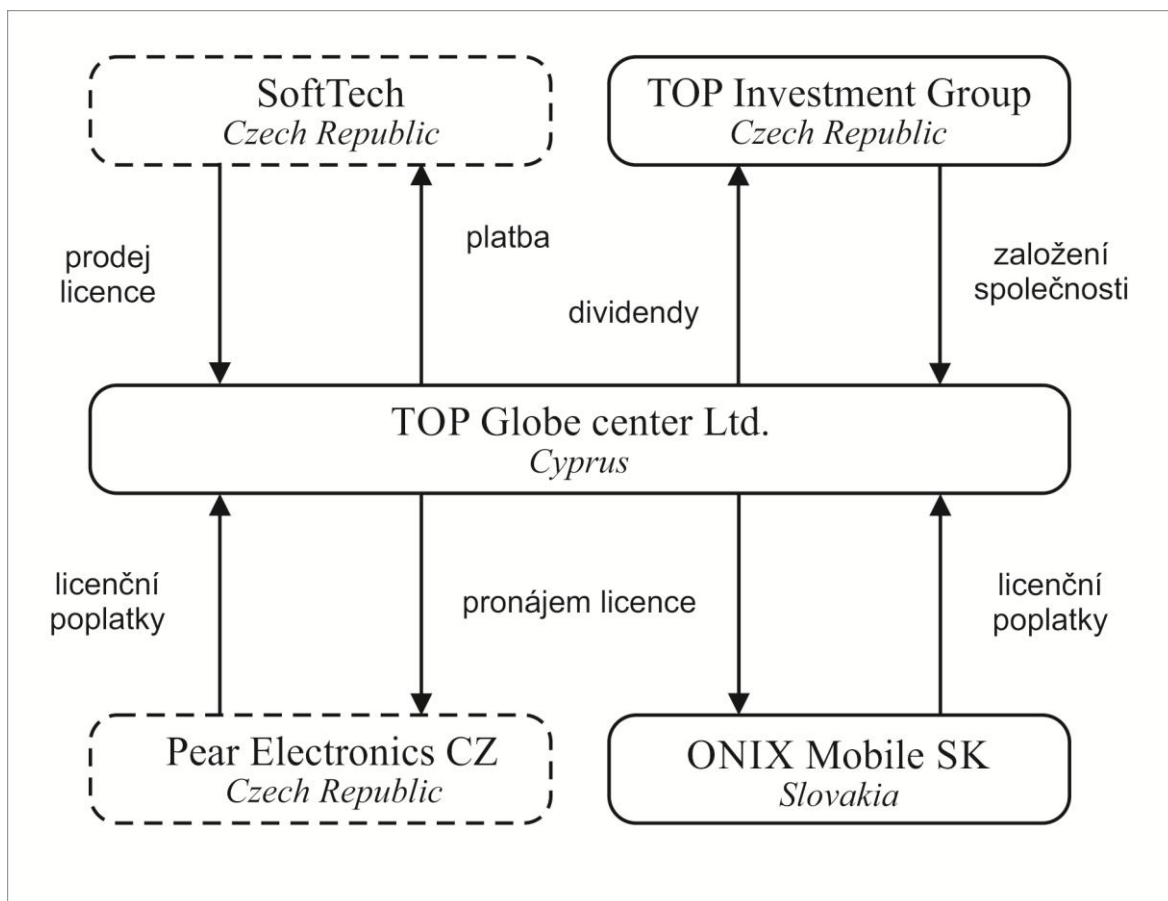 SoftTech
Czech Republic
TOP Investment Group
Czech Republic
prodej
licence
platba
dividendy
založení
společnosti
TOP Globe center Ltd.
Cyprus
licenční
poplatky
pronájem licence
licenční
poplatky
Pear Electronics CZ
Czech Republic
ONIX Mobile SK
Slovakia